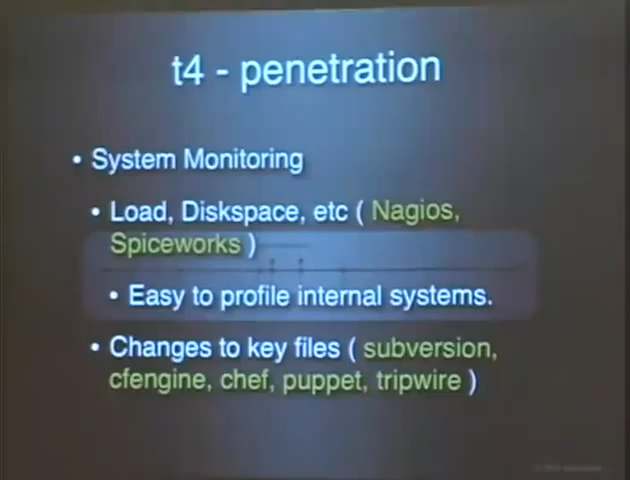 t4 - penetration
• System Monitoring
• Load, Diskspace, etc ( Nagios,
Spiceworks )
• Easy to profile internal systems.
• Changes to key files ( subversion,
cfengine, chef, puppet, tripwire )